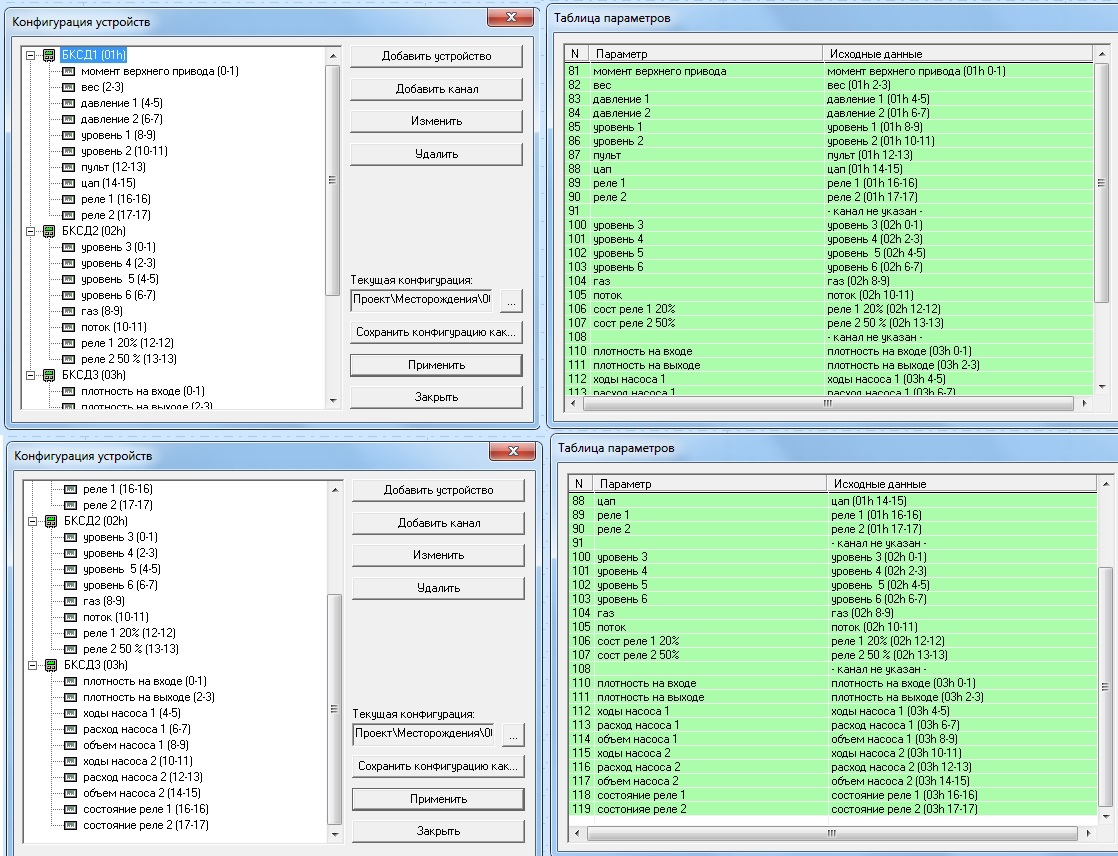 Конфигурация устройств
БКСД1 (01h)
момент верхнего привода (0-1)
вес (2-3)
давление 1 (4-5)
давление 2 (6-7)
уровень 1 (8-9)
уровень 2 (10-11)
пульт (12-13)
цап (14-15)
реле 1 (16-16)
реле 2 (17-17)
БКСД2 (02h)
уровень 3 (0-1)
уровень 4 (2-3)
уровень  5 (4-5)
уровень 6 (6-7)
газ (8-9)
поток (10-11)
реле 1 20% (12-12)
реле 2 50 % (13-13)
БКСД3 (03h)
плотность на входе (0-1)
плотность на выходе (2-3)
Добавить устройство
Добавить канал
Изменить
Удалить
Текущая конфигурация:
Проект\Месторождения\0
...
Сохранить конфигурацию как...
Применить
Закрыть
Таблица параметров
N Параметр Исходные данные
81 момент верхнего привода момент верхнего привода (01h 0-1)
82 вес вес (01h 2-3)
83 давление 1 давление 1 (01h 4-5)
84 давление 2 давление 2 (01h 6-7)
85 уровень 1 уровень 1 (01h 8-9)
86 уровень 2 уровень 2 (01h 10-11)
87 пульт пульт (01h 12-13)
88 цап цап (01h 14-15)
89 реле 1 реле 1 (01h 16-16)
90 реле 2 реле 2 (01h 17-17)
91 - канал не указан -
100 уровень 3 уровень 3 (02h 0-1)
101 уровень 4 уровень 4 (02h 2-3)
102 уровень 5 уровень  5 (02h 4-5)
103 уровень 6 уровень 6 (02h 6-7)
104 газ газ (02h 8-9)
105 поток поток (02h 10-11)
106 сост реле 1 20% реле 1 20% (02h 12-12)
107 сост реле 2 50% реле 2 50 % (02h 13-13)
108 - канал не указан -
110 плотность на входе плотность на входе (03h 0-1)
111 плотность на выходе плотность на выходе (03h 2-3)
112 ходы насоса 1 ходы насоса 1 (03h 4-5)
113 расход насоса 1 расход насоса 1 (03h 6-7)
Конфигурация устройств
реле 1 (16-16)
реле 2 (17-17)
БКСД2 (02h)
уровень 3 (0-1)
уровень 4 (2-3)
уровень  5 (4-5)
уровень 6 (6-7)
газ (8-9)
поток (10-11)
реле 1 20% (12-12)
реле 2 50 % (13-13)
БКСД3 (03h)
плотность на входе (0-1)
плотность на выходе (2-3)
ходы насоса 1 (4-5)
расход насоса 1 (6-7)
объем насоса 1 (8-9)
ходы насоса 2 (10-11)
расход насоса 2 (12-13)
объем насоса 2 (14-15)
состояние реле 1 (16-16)
состояние реле 2 (17-17)
Добавить устройство
Добавить канал
Изменить
Удалить
Текущая конфигурация:
Проект\Месторождения\0
...
Сохранить конфигурацию как...
Применить
Закрыть
Таблица параметров
N Параметр Исходные данные
88 цап цап (01h 14-15)
89 реле 1 реле 1 (01h 16-16)
90 реле 2 реле 2 (01h 17-17)
91 - канал не указан -
100 уровень 3 уровень 3 (02h 0-1)
101 уровень 4 уровень 4 (02h 2-3)
102 уровень 5 уровень  5 (02h 4-5)
103 уровень 6 уровень 6 (02h 6-7)
104 газ газ (02h 8-9)
105 поток поток (02h 10-11)
106 сост реле 1 20% реле 1 20% (02h 12-12)
107 сост реле 2 50% реле 2 50 % (02h 13-13)
108 - канал не указан -
110 плотность на входе плотность на входе (03h 0-1)
111 плотность на выходе плотность на выходе (03h 2-3)
112 ходы насоса 1 ходы насоса 1 (03h 4-5)
113 расход насоса 1 расход насоса 1 (03h 6-7)
114 объем насоса 1 объем насоса 1 (03h 8-9)
115 ходы насоса 2 ходы насоса 2 (03h 10-11)
116 расход насоса 2 расход насоса 2 (03h 12-13)
117 объем насоса 2 объем насоса 2 (03h 14-15)
118 состояние реле 1 состояние реле 1 (03h 16-16)
119 состония реле 2 состояние реле 2 (03h 17-17)